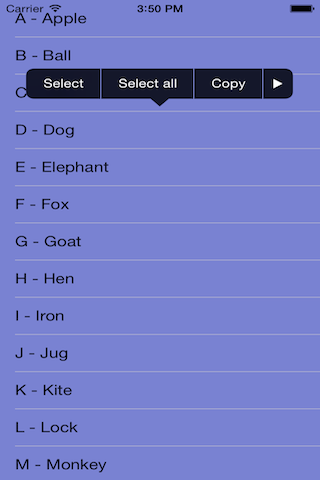 Carrier 3:50 PM
A - Apple
B - Ball
Select Select all Copy ▶
C
D - Dog
E - Elephant
F - Fox
G - Goat
H - Hen
I - Iron
J - Jug
K - Kite
L - Lock
M - Monkey